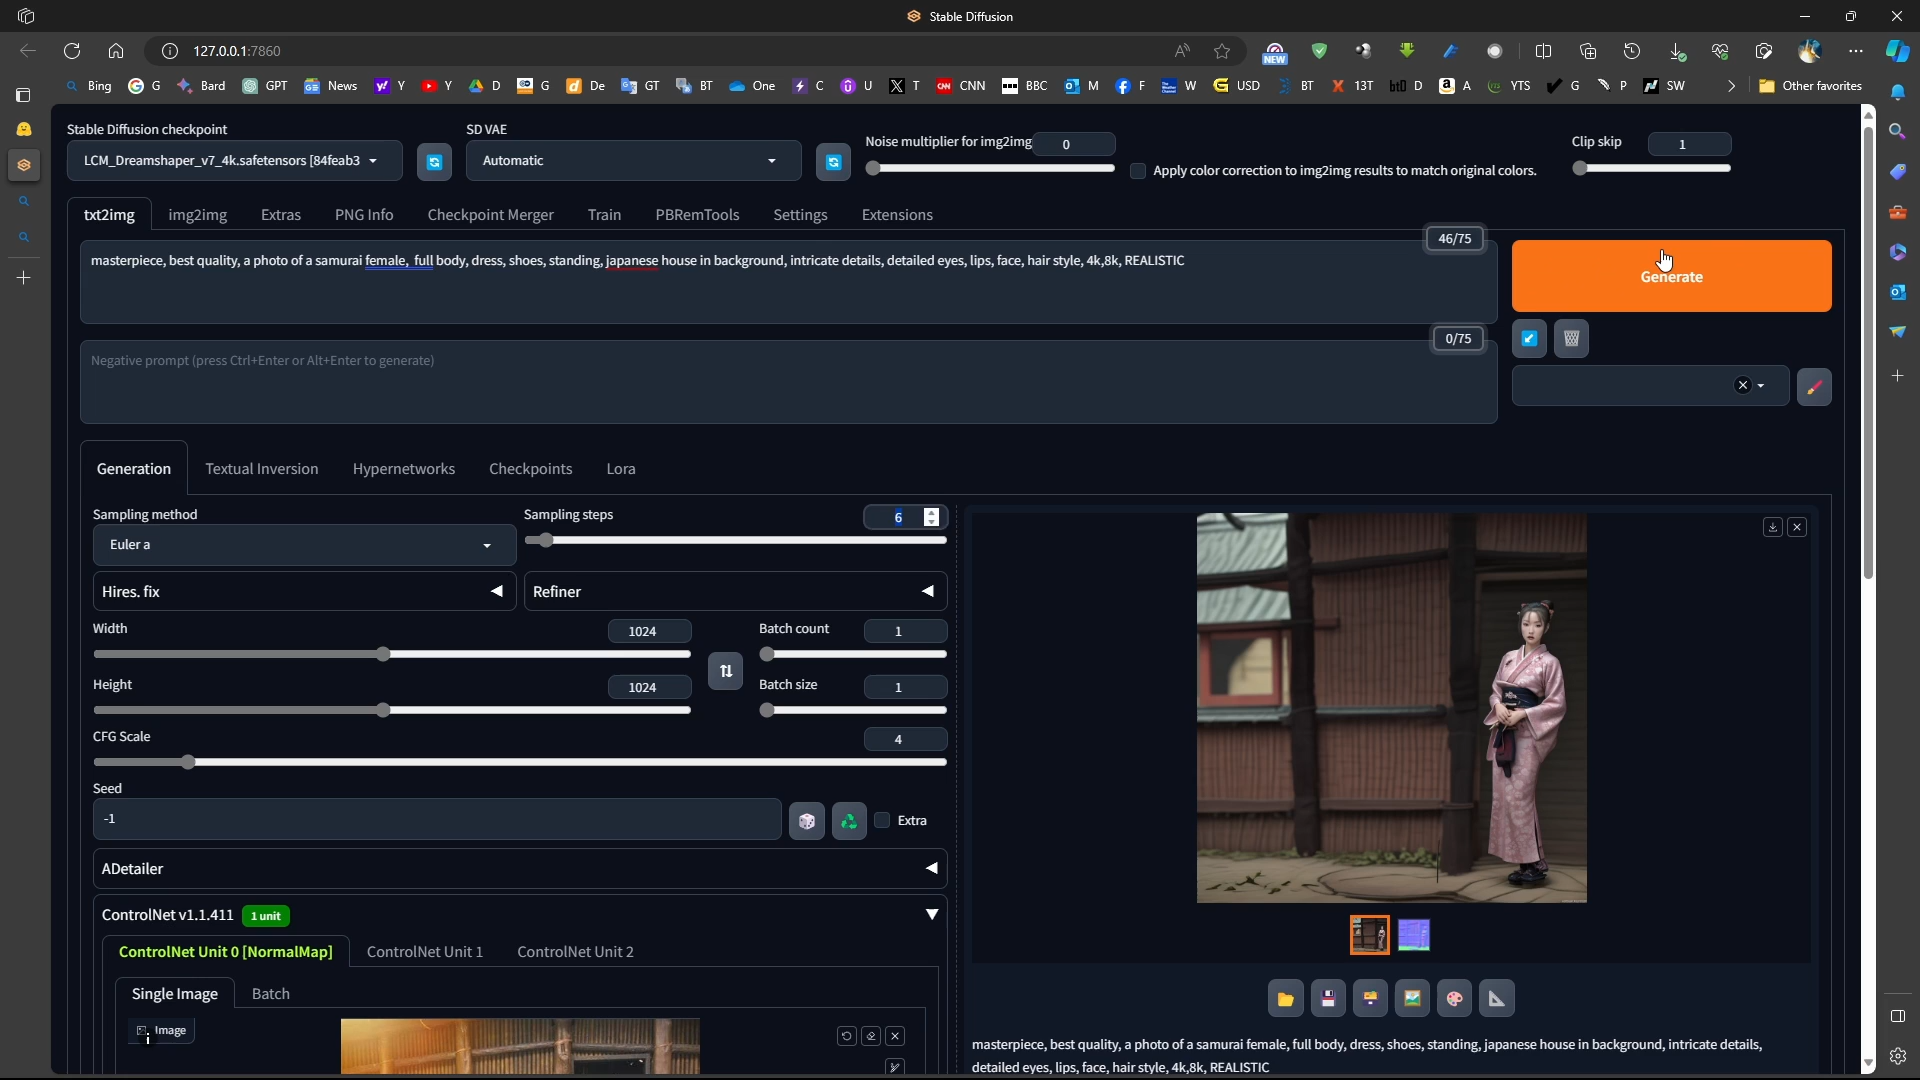 Stable Diffusion
127.0.0.1:7860
NEW
Bing G Bard GPT News Y Y D G De GT BT One C U T CNN BBC M F W USD BT 13T btD D A YTS G P SW Other favorites
Stable Diffusion checkpoint
LCM_Dreamshaper_v7_4k.safetensors [84feab3
SD VAE
Automatic
Noise multiplier for img2img 0
Apply color correction to img2img results to match original colors.
Clip skip 1
txt2img img2img Extras PNG Info Checkpoint Merger Train PBRemTools Settings Extensions
46/75
masterpiece, best quality, a photo of a samurai female, full body, dress, shoes, standing, japanese house in background, intricate details, detailed eyes, lips, face, hair style, 4k,8k, REALISTIC
Generate
0/75
Negative prompt (press Ctrl+Enter or Alt+Enter to generate)
Generation Textual Inversion Hypernetworks Checkpoints Lora
Sampling method
Euler a
Sampling steps 6
Hires. fix
Refiner
Width 1024
Batch count 1
Height 1024
Batch size 1
CFG Scale 4
Seed
-1
Extra
ADetailer
ControlNet v1.1.411 1 unit
ControlNet Unit 0 [NormalMap] ControlNet Unit 1 ControlNet Unit 2
Single Image Batch
Image
masterpiece, best quality, a photo of a samurai female, full body, dress, shoes, standing, japanese house in background, intricate details,
detailed eyes, lips, face, hair style, 4k,8k, REALISTIC